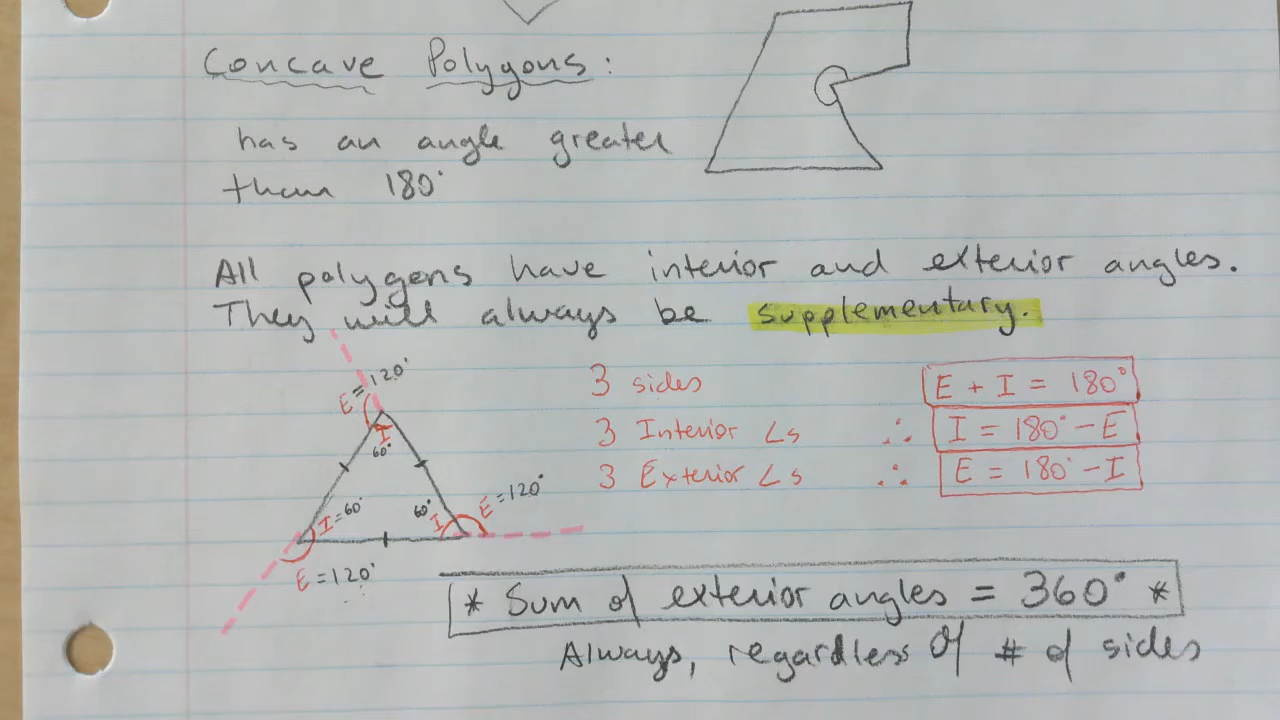 Concave Polygons:
has an angle greater
than 180°
All polygons have interior and exterior angles.
They will always be supplementary.
E = 120°
I
60°
I = 60°
60°
I
E = 120°
E = 120°
3 sides
3 Interior ∠s
3 Exterior ∠s
E + I = 180°
∴ I = 180° - E
∴ E = 180° - I
* Sum of exterior angles = 360° *
Always, regardless of # of sides